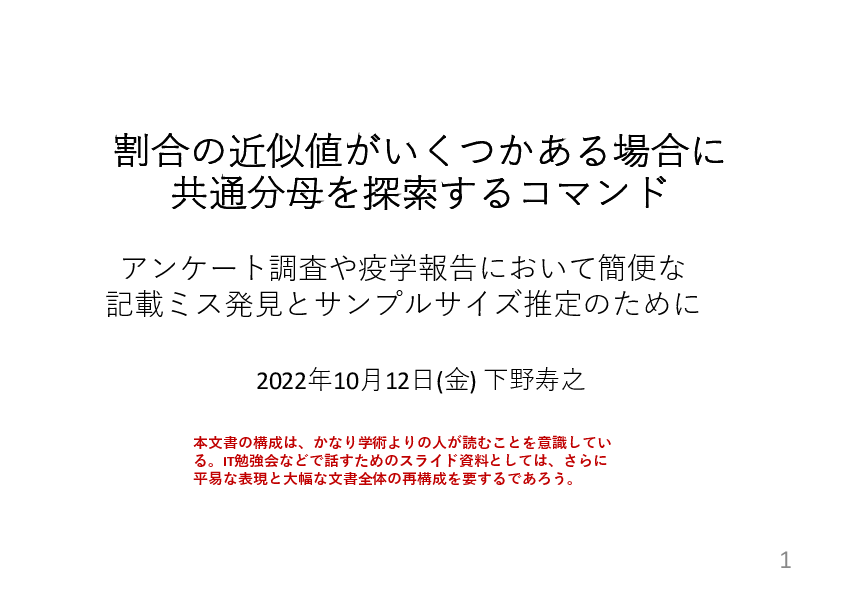 割合の近似値がいくつかある場合に
共通分母を探索するコマンド
アンケート調査や疫学報告において簡便な
記載ミス発見とサンプルサイズ推定のために
2022年10月12日(金) 下野寿之
本文書の構成は、かなり学術よりの人が読むことを意識してい
る。IT勉強会などで話すためのスライド資料としては、さらに
平易な表現と大幅な文書全体の再構成を要するであろう。
1